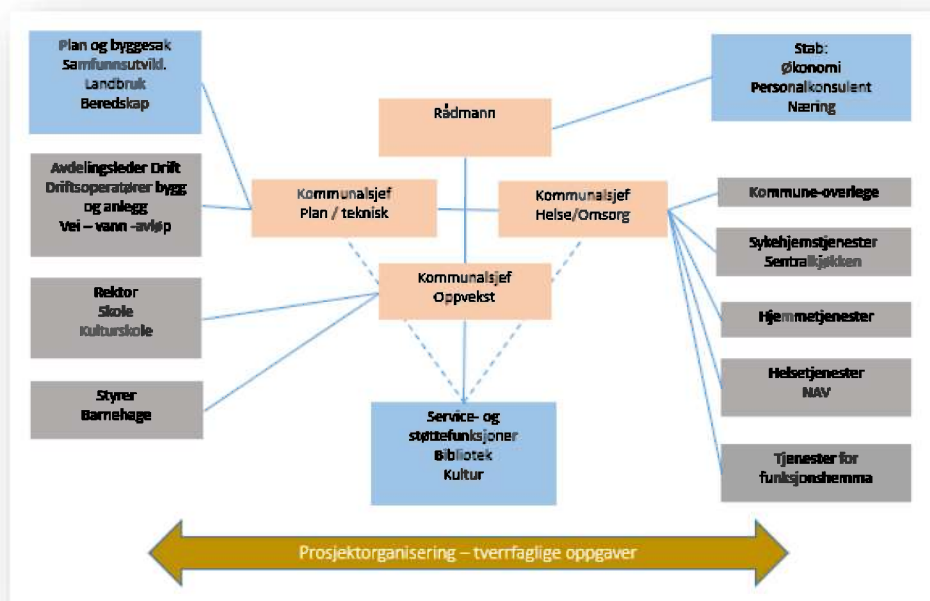 Plan og byggesak
Samfunnsutvikld.
Landbruk
Beredskap
Stab:
Økonomi
Personalkonsulent
Næring
Rådmann
Avdelingsleder Drift
Driftsoperatører bygg
og anlegg
Vei – vann -avløp
Kommunalsjef
Plan / teknisk
Kommunalsjef
Helse/Omsorg
Kommune-overlege
Sykehjemstjenester
Sentralkjøkken
Kommunalsjef
Oppvekst
Rektor
Skole
Kulturskole
Hjemmetjenester
Styrer
Barnehage
Helsetjenester
NAV
Service- og
støttefunksjoner
Bibliotek
Kultur
Tjenester for
funksjonshemma
Prosjektorganisering – tverrfaglige oppgaver